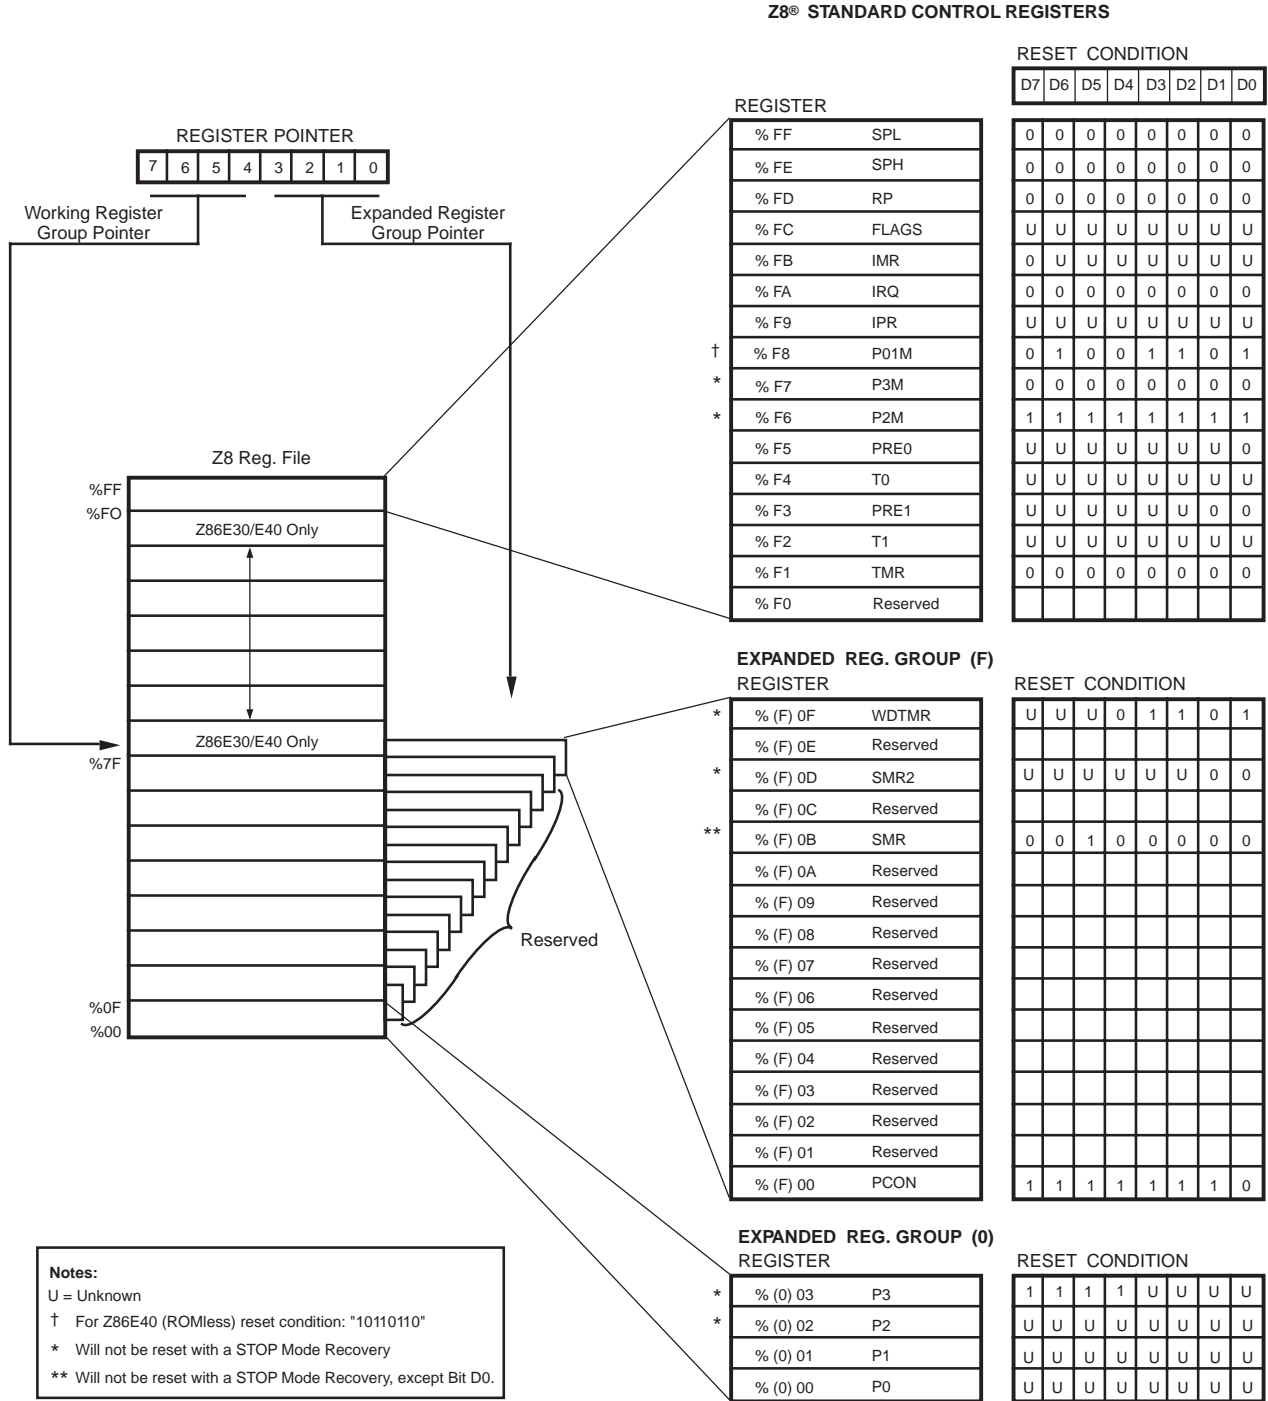 Z8® STANDARD CONTROL REGISTERS
RESET CONDITION
D7 D6 D5 D4 D3 D2 D1 D0
REGISTER
% FF SPL 0 0 0 0 0 0 0 0
% FE SPH 0 0 0 0 0 0 0 0
% FD RP 0 0 0 0 0 0 0 0
% FC FLAGS U U U U U U U U
% FB IMR 0 U U U U U U U
% FA IRQ 0 0 0 0 0 0 0 0
% F9 IPR U U U U U U U U
† % F8 P01M 0 1 0 0 1 1 0 1
* % F7 P3M 0 0 0 0 0 0 0 0
* % F6 P2M 1 1 1 1 1 1 1 1
% F5 PRE0 U U U U U U U 0
% F4 T0 U U U U U U U U
% F3 PRE1 U U U U U U 0 0
% F2 T1 U U U U U U U U
% F1 TMR 0 0 0 0 0 0 0 0
% F0 Reserved
REGISTER POINTER
7 6 5 4 3 2 1 0
Working Register
Group Pointer
Expanded Register
Group Pointer
Z8 Reg. File
%FF
%FO
Z86E30/E40 Only
Z86E30/E40 Only
%7F
%0F
%00
Reserved
EXPANDED REG. GROUP (F)
REGISTER
RESET CONDITION
* % (F) 0F WDTMR U U U 0 1 1 0 1
% (F) 0E Reserved
* % (F) 0D SMR2 U U U U U U 0 0
% (F) 0C Reserved
** % (F) 0B SMR 0 0 1 0 0 0 0 0
% (F) 0A Reserved
% (F) 09 Reserved
% (F) 08 Reserved
% (F) 07 Reserved
% (F) 06 Reserved
% (F) 05 Reserved
% (F) 04 Reserved
% (F) 03 Reserved
% (F) 02 Reserved
% (F) 01 Reserved
% (F) 00 PCON 1 1 1 1 1 1 1 0
EXPANDED REG. GROUP (0)
REGISTER
RESET CONDITION
* % (0) 03 P3 1 1 1 1 U U U U
* % (0) 02 P2 U U U U U U U U
% (0) 01 P1 U U U U U U U U
% (0) 00 P0 U U U U U U U U
Notes:
U = Unknown
† For Z86E40 (ROMless) reset condition: "10110110"
* Will not be reset with a STOP Mode Recovery
** Will not be reset with a STOP Mode Recovery, except Bit D0.